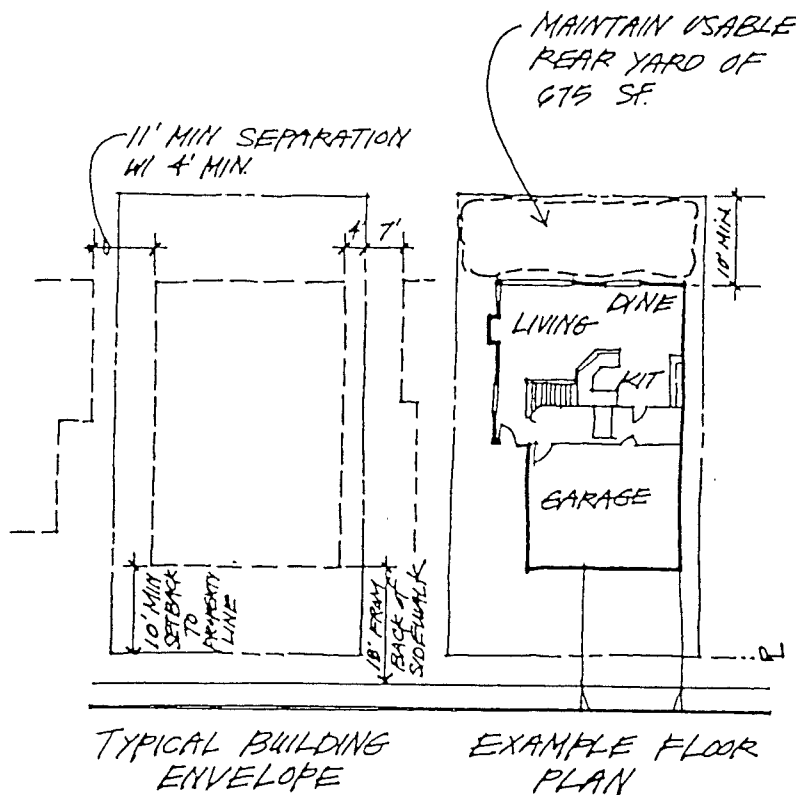 MAINTAIN USABLE
REAR YARD OF
675 SF.
11' MIN SEPARATION
W/ 4' MIN.
4'
7'
10' MIN
DINE
LIVING
KIT
GARAGE
10' MIN
SETBACK
TO
PROPERTY
LINE
18' FROM
BACK OF
SIDEWALK
PL
TYPICAL BUILDING
ENVELOPE
EXAMPLE FLOOR
PLAN